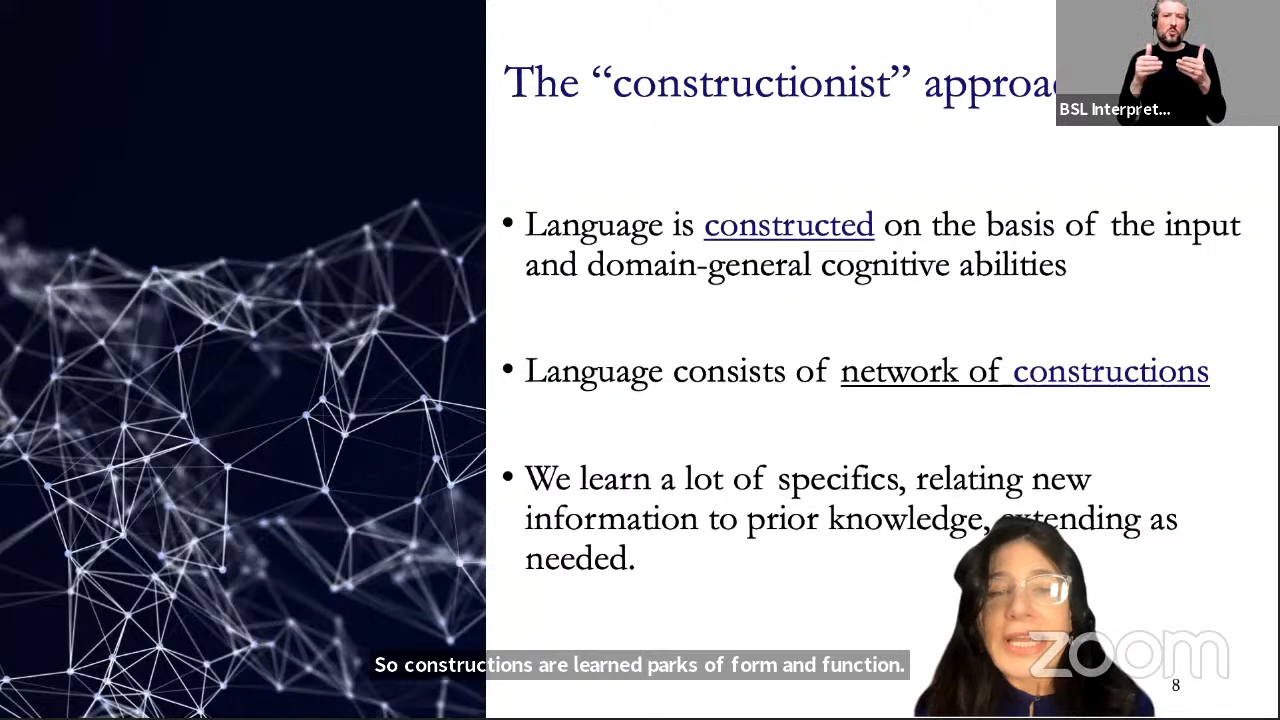 The “constructionist” approa
BSL Interpret...
• Language is constructed on the basis of the input
and domain-general cognitive abilities
• Language consists of network of constructions
• We learn a lot of specifics, relating new
information to prior knowledge, extending as
needed.
So constructions are learned parks of form and function.
zoom
8